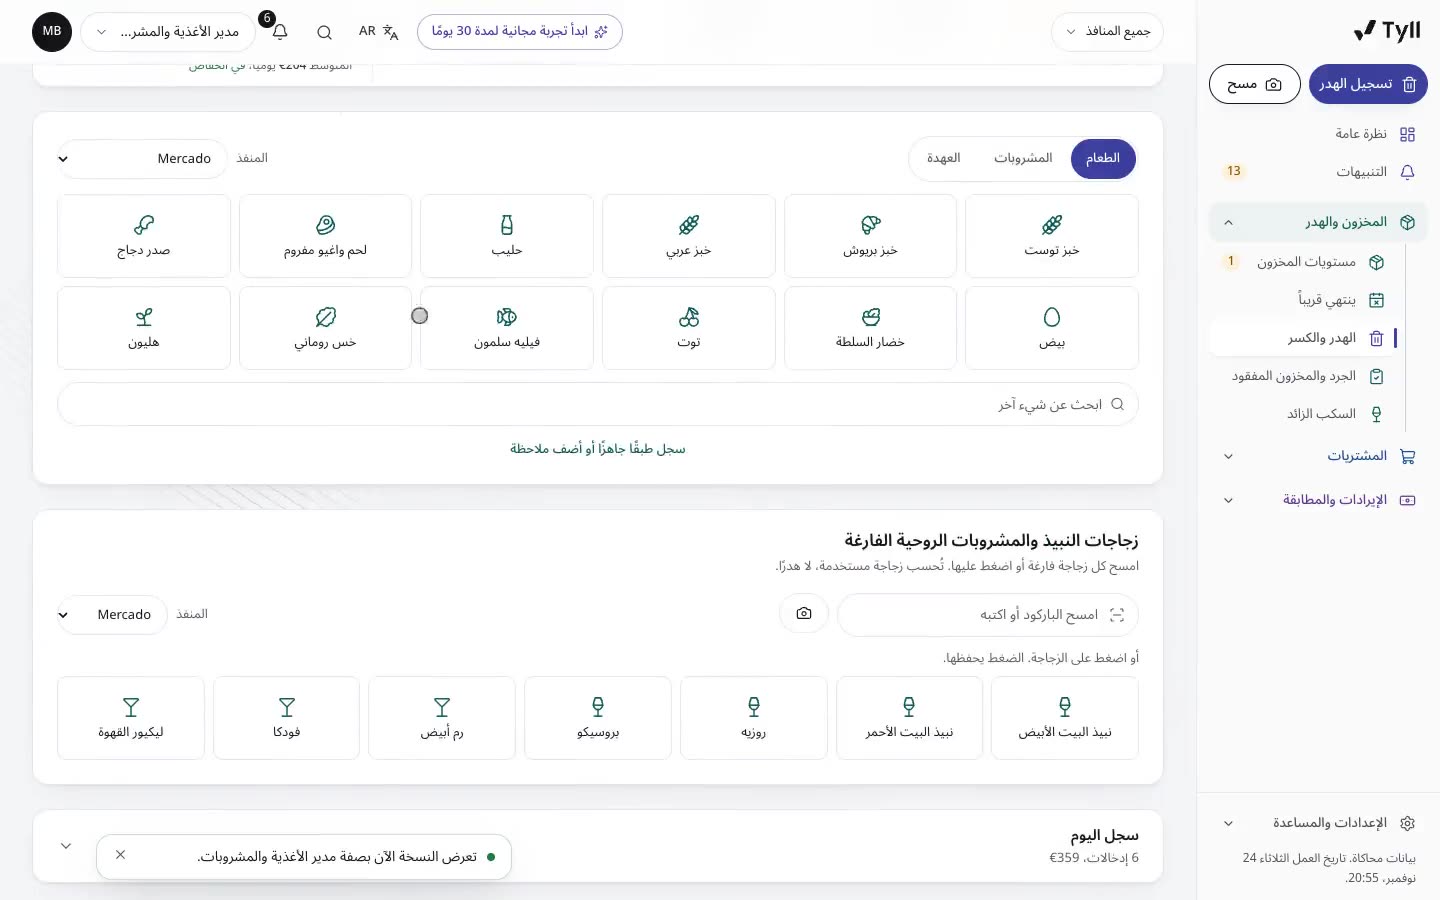 Tyll
تسجيل الهدر
مسح
نظرة عامة
التنبيهات
13
المخزون والهدر
مستويات المخزون
1
ينتهي قريباً
الهدر والكسر
الجرد والمخزون المفقود
السكب الزائد
المشتريات
الإيرادات والمطابقة
الإعدادات والمساعدة
بيانات محاكاة. تاريخ العمل الثلاثاء 24
نوفمبر، 20:55.
جميع المنافذ
ابدأ تجربة مجانية لمدة 30 يومًا
AR
6
مدير الأغذية والمشر...
MB
المتوسط €204 يوميًا. في انخفاض
الطعام
المشروبات
العهدة
المنفذ
Mercado
خبز توست
خبز بريوش
خبز عربي
حليب
لحم واغيو مفروم
صدر دجاج
بيض
خضار السلطة
توت
فيليه سلمون
خس روماني
هليون
ابحث عن شيء آخر
سجل طبقًا جاهزًا أو أضف ملاحظة
زجاجات النبيذ والمشروبات الروحية الفارغة
امسح كل زجاجة فارغة أو اضغط عليها. تُحسب زجاجة مستخدمة، لا هدرًا.
امسح الباركود أو اكتبه
المنفذ
Mercado
أو اضغط على الزجاجة. الضغط يحفظها.
نبيذ البيت الأبيض
نبيذ البيت الأحمر
روزيه
بروسيكو
رم أبيض
فودكا
ليكيور القهوة
سجل اليوم
6 إدخالات، €359
تعرض النسخة الآن بصفة مدير الأغذية والمشروبات.